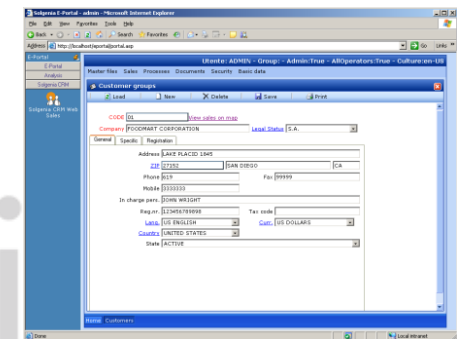 Solgenia E-Portal - admin - Microsoft Internet Explorer
File Edit View Favorites Tools Help
Back Search Favorites
Address http://localhost/eportal/portal.asp Go Links »
E-Portal
Utente: ADMIN - Group: - Admin:True - AllOperators:True - Culture:en-US
E.Portal
Analysis
Solgenia CRM
Master files Sales Processes Documents Security Basic data
Solgenia CRM Web Sales
Customer groups
Load New Delete Save Print
CODE 01 View sales on map
Company FOODMART CORPORATION Legal Status S.A.
General Specific Registration
Address LAKE PLACID 1845
ZIP 27352 SAN DIEGO CA
Phone 619 Fax 99999
Mobile 3333333
In charge pers. JOHN WRIGHT
Reg.nr. 123456789898 Tax code
Lang. US ENGLISH Curr. US DOLLARS
Country UNITED STATES
State ACTIVE
Home Customers
Done Local intranet